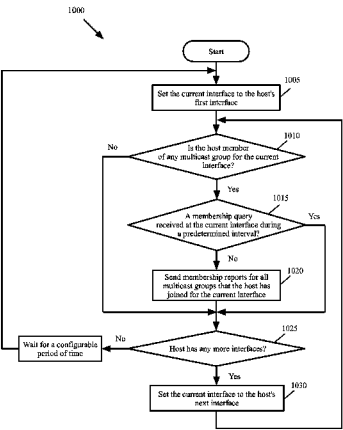 1000
Start
Set the current interface to the host's
first interface
1005
Is the host member
of any multicast group for the current
Interface?
1010
No
Yes
A membership query
received at the current interface during
a predetermined interval?
1015
Yes
No
Send membership reports for all
multicast groups that the host has
joined for the current interface
1020
Wait for a configurable
period of time
No
Host has any more interfaces?
1025
Yes
Set the current interface to the host's
next interface
1030